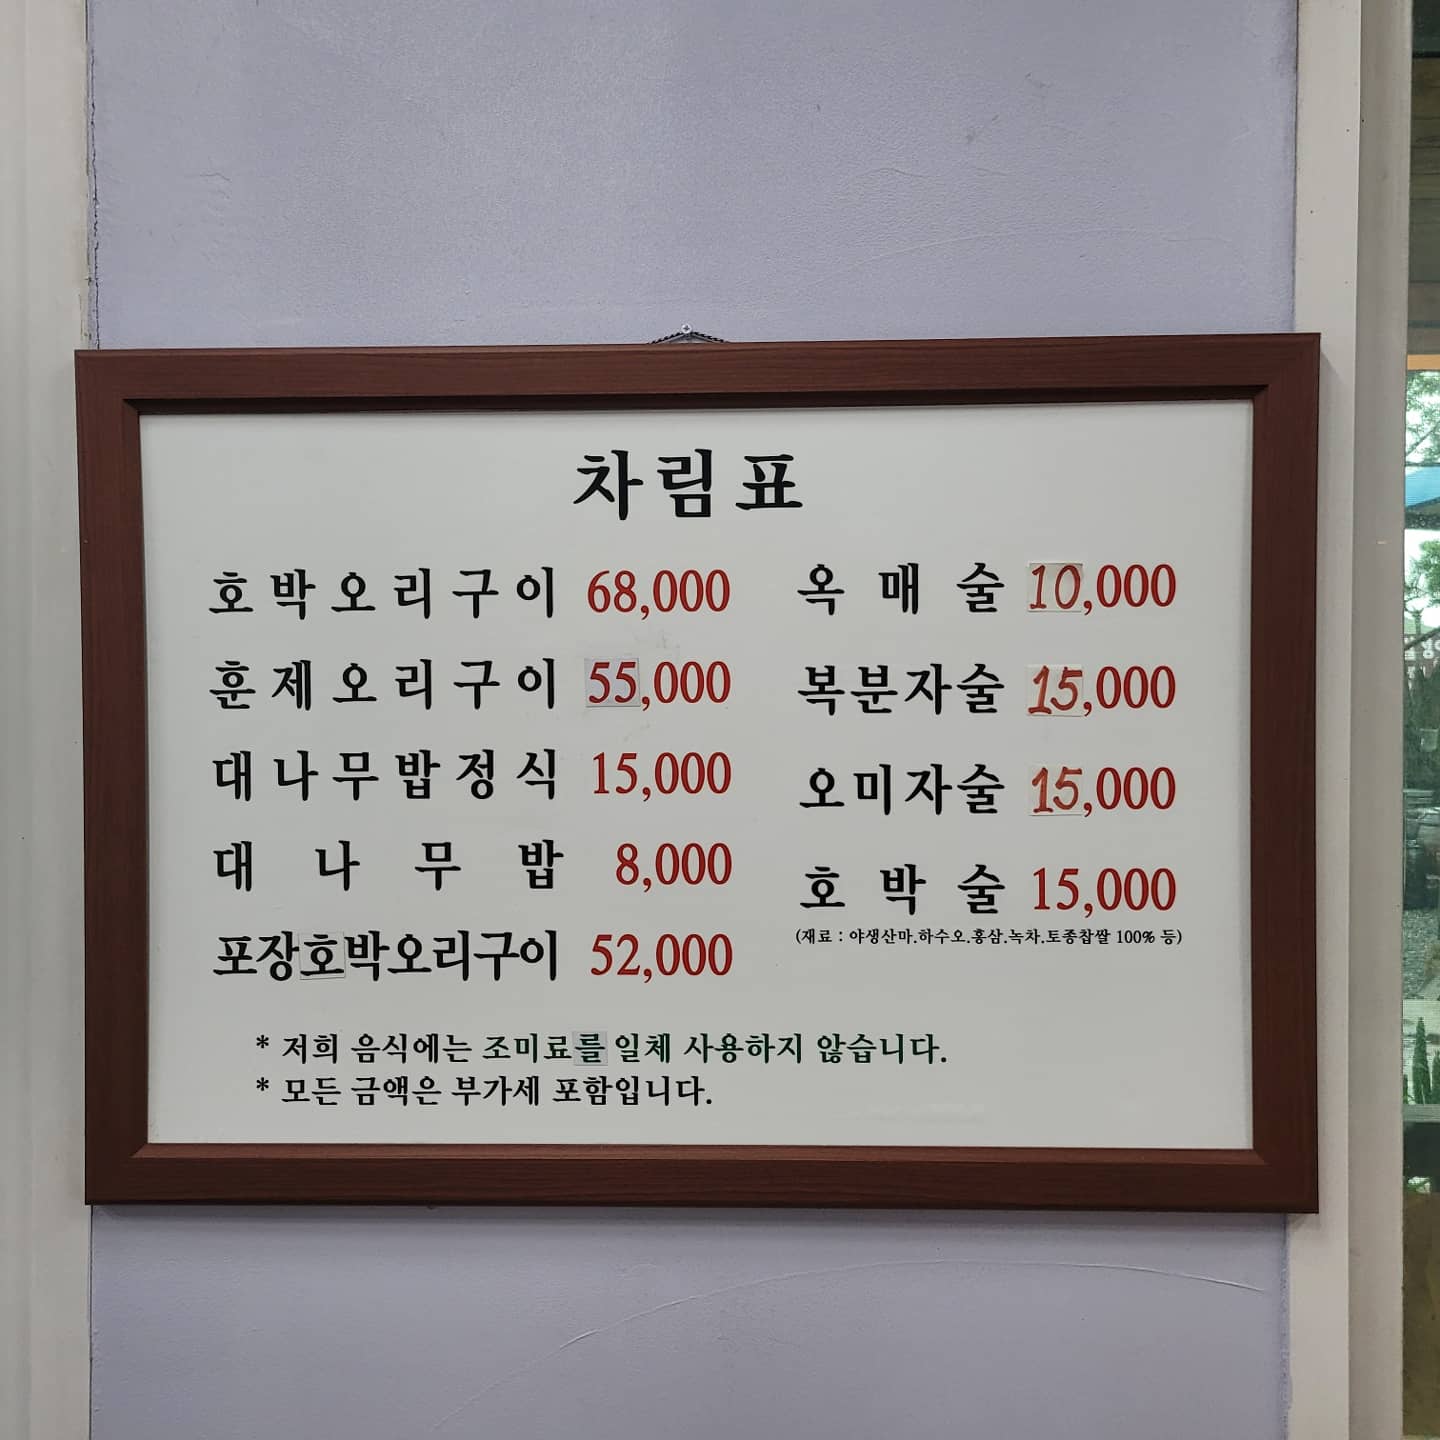 차림표
호박오리구이 68,000
훈제오리구이 55,000
대나무밥정식 15,000
대나무밥 8,000
포장호박오리구이 52,000
옥매술 10,000
복분자술 15,000
오미자술 15,000
호박술 15,000
(재료 : 야생산마.하수오.홍삼.녹차.토종찹쌀 100% 등)
* 저희 음식에는 조미료를 일체 사용하지 않습니다.
* 모든 금액은 부가세 포함입니다.